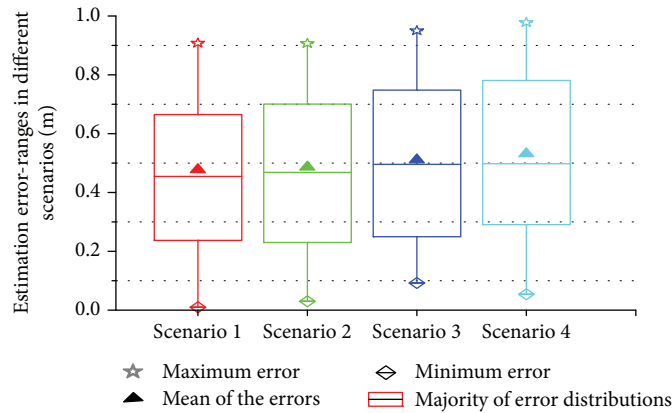 Estimation error-ranges in different
scenarios (m)
1.0
0.8
0.6
0.4
0.2
0.0
Scenario 1 Scenario 2 Scenario 3 Scenario 4
Maximum error Minimum error
Mean of the errors Majority of error distributions